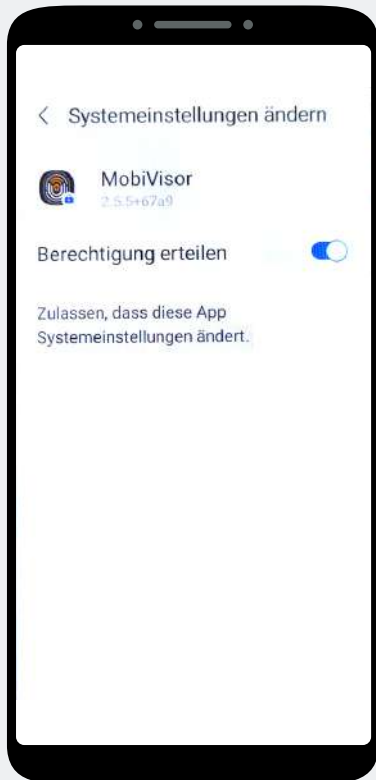 Systemeinstellungen ändern
MobiVisor
2.5.5+67a9
Berechtigung erteilen
Zulassen, dass diese App
Systemeinstellungen ändert.